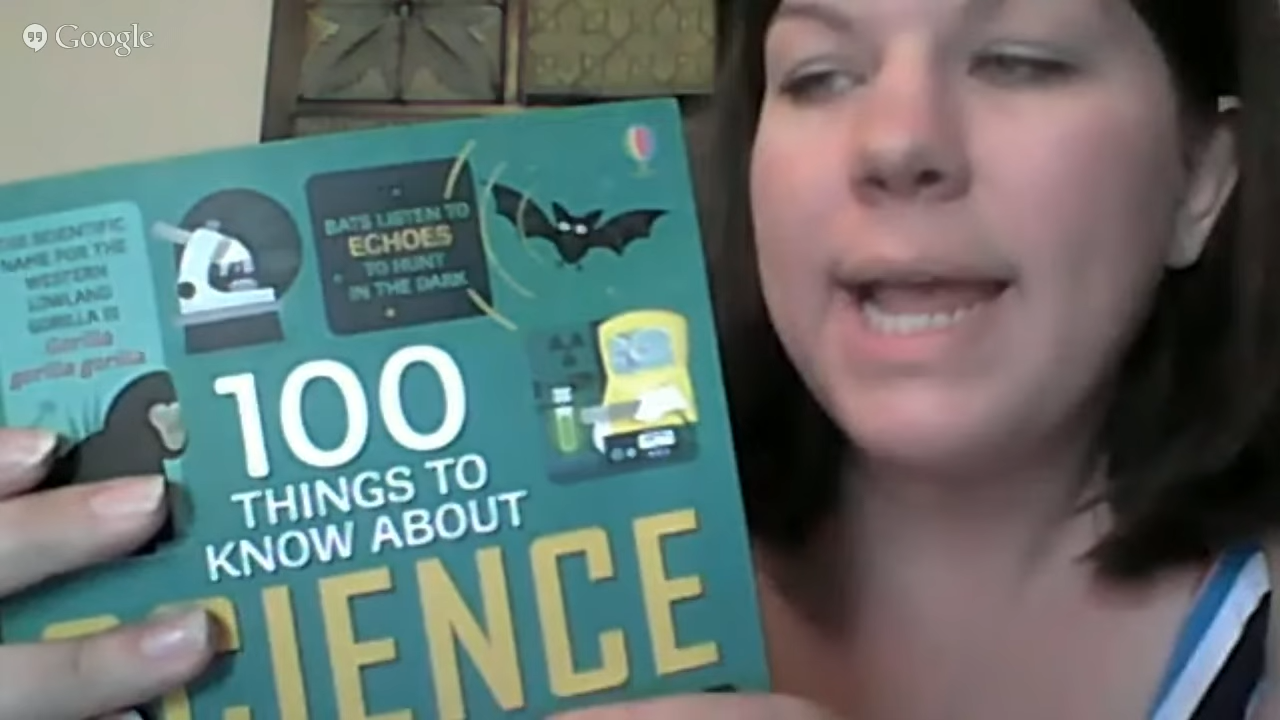 Google
THE SCIENTIFIC
NAME FOR THE
WESTERN
LOWLAND
GORILLA IS
Gorilla
gorilla gorilla
BATS LISTEN TO
ECHOES
TO HUNT
IN THE DARK
100
THINGS TO
KNOW ABOUT
SCIENCE